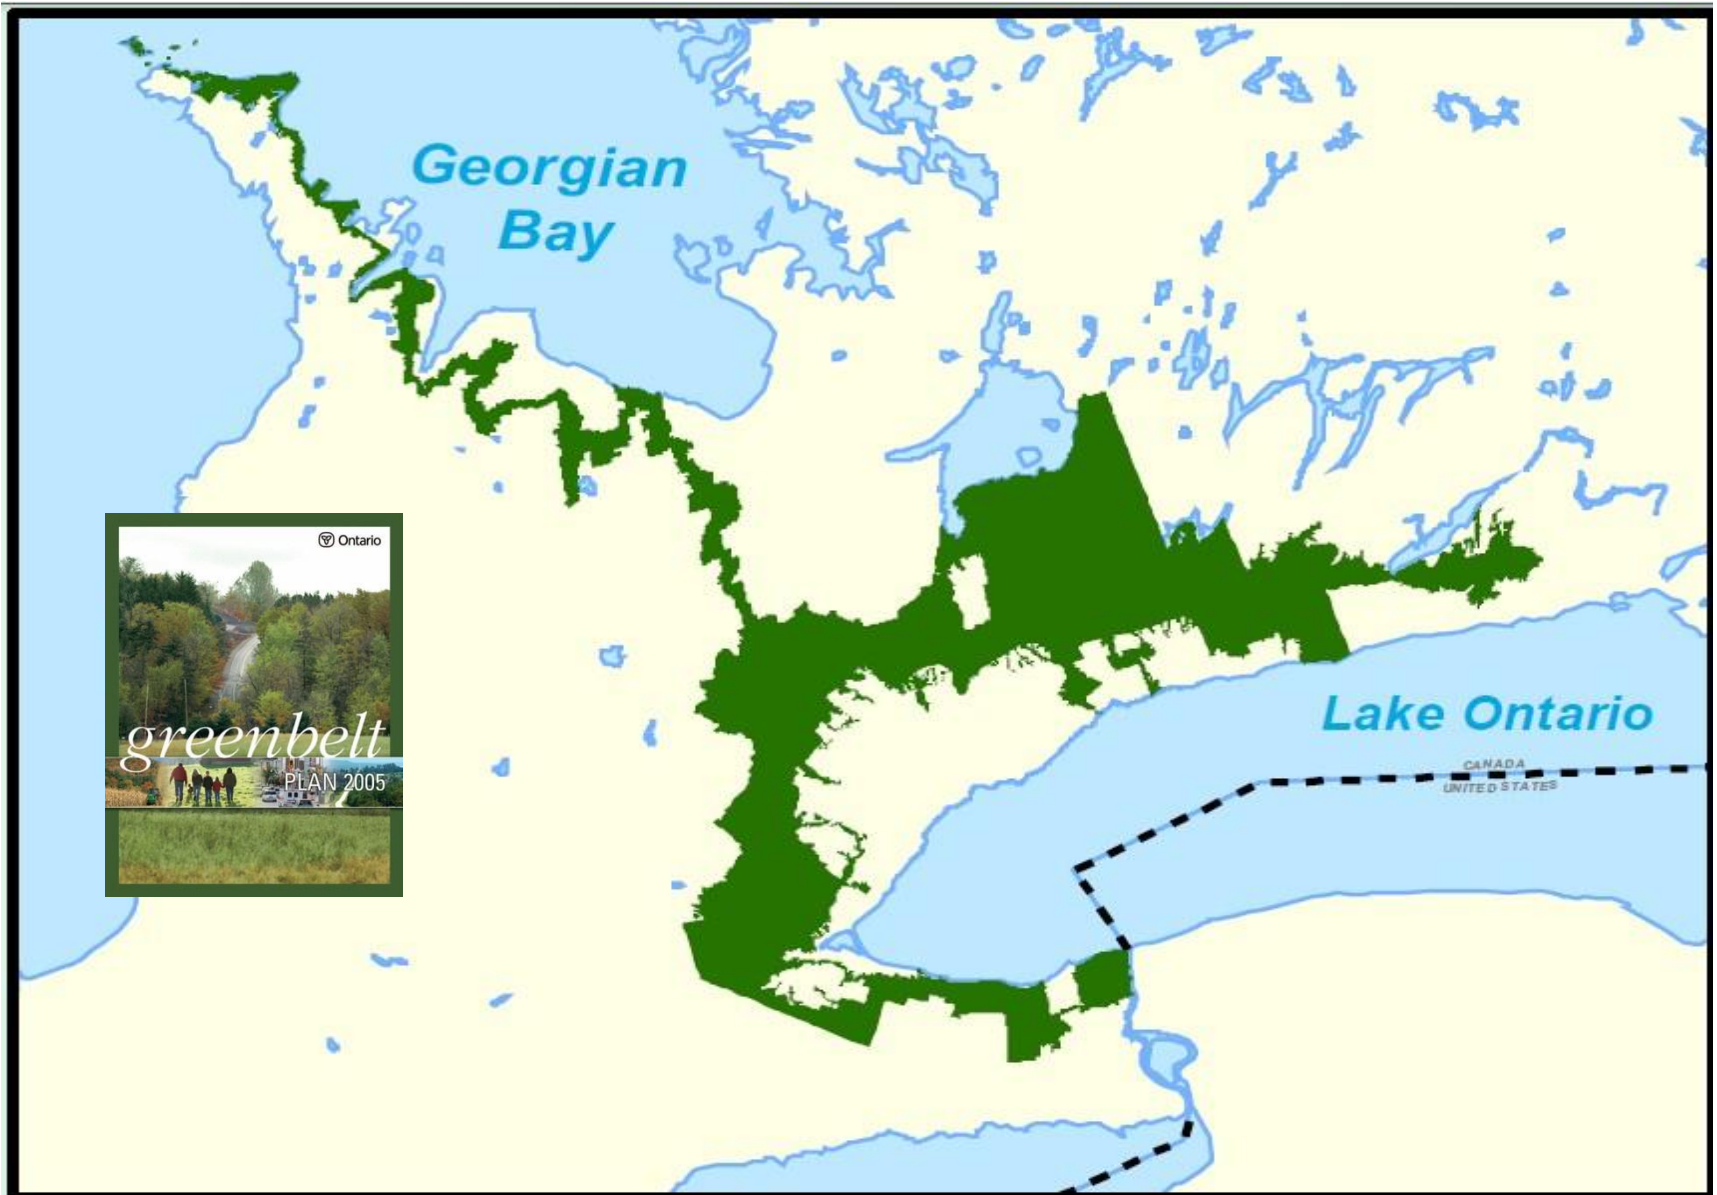 Georgian
Bay
Ontario
greenbelt
PLAN 2005
Lake Ontario
CANADA
UNITED STATES